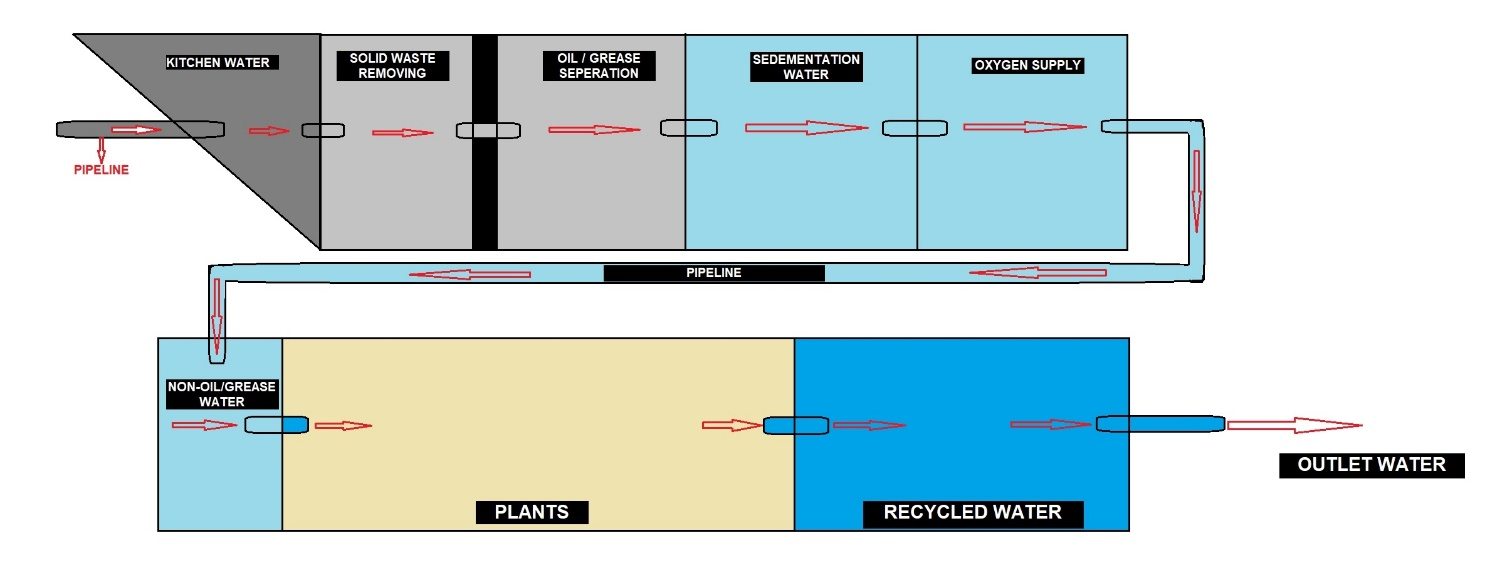 KITCHEN WATER
SOLID WASTE
REMOVING
OIL / GREASE
SEPERATION
SEDEMENTATION
WATER
OXYGEN SUPPLY
PIPELINE
PIPELINE
NON-OIL/GREASE
WATER
PLANTS
RECYCLED WATER
OUTLET WATER